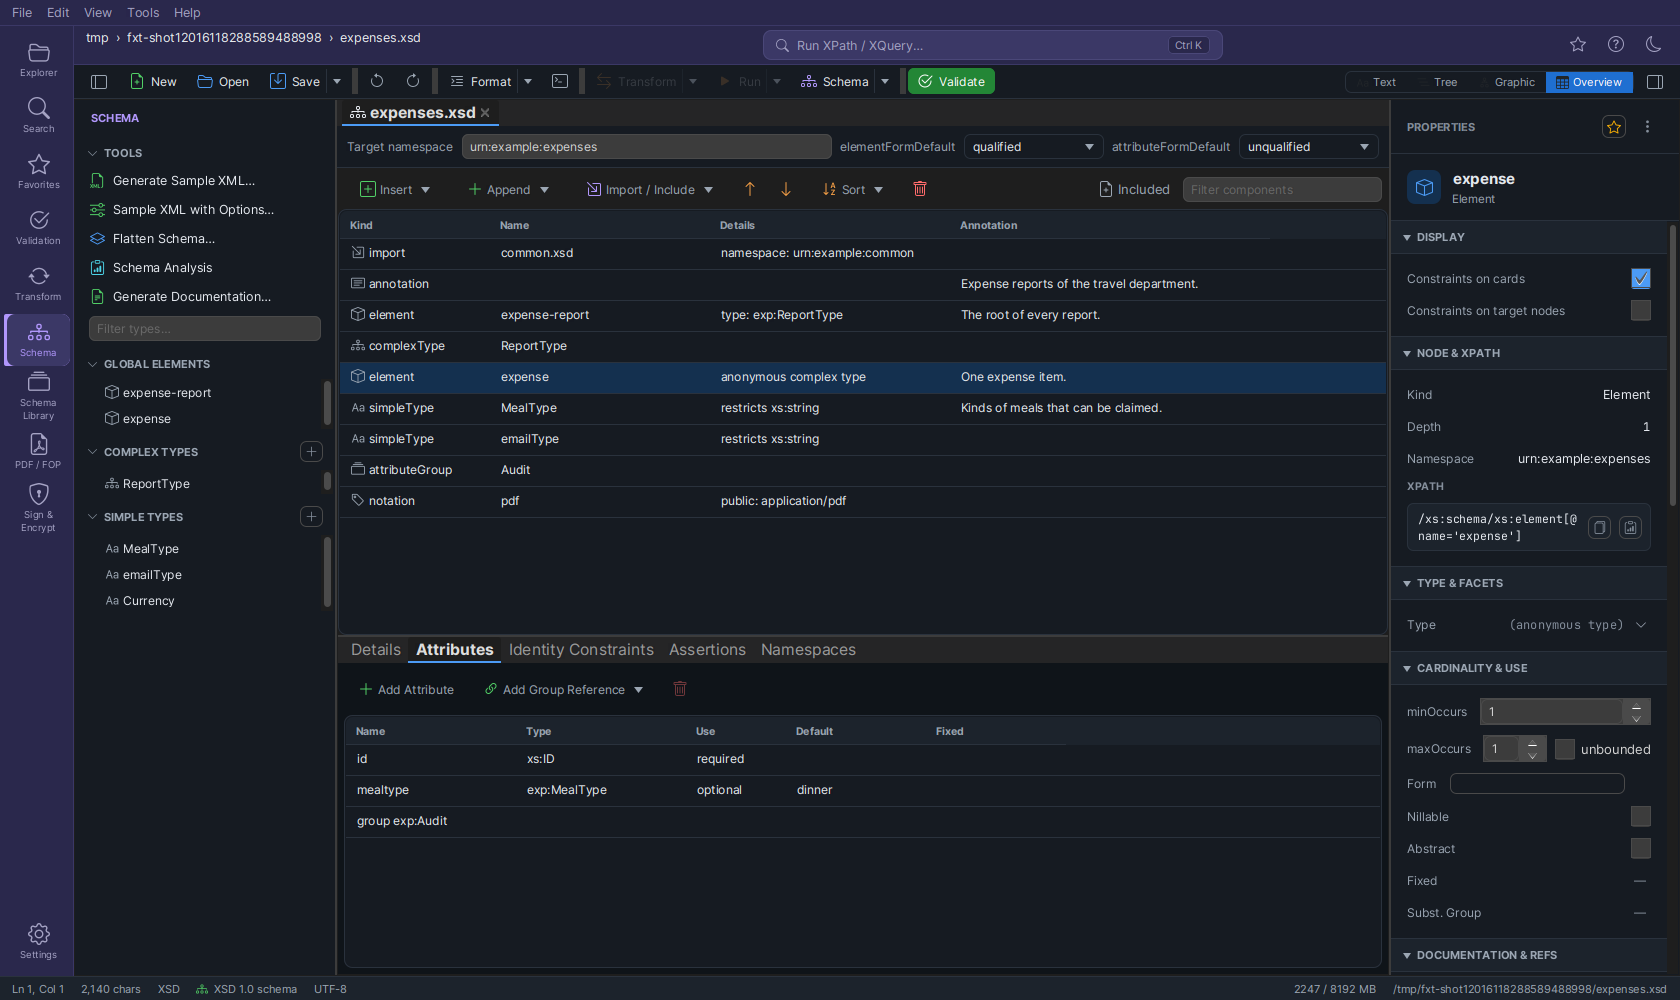 File Edit View Tools Help
tmp › fxt-shot12016118288589488998 › expenses.xsd
Run XPath / XQuery... Ctrl K
New Open Save Format Transform Run Schema Validate
Text Tree Graphic Overview
Explorer
Search
Favorites
Validation
Transform
Schema
Schema
Library
PDF / FOP
Sign &
Encrypt
Settings
SCHEMA
TOOLS
Generate Sample XML...
Sample XML with Options...
Flatten Schema...
Schema Analysis
Generate Documentation...
Filter types...
GLOBAL ELEMENTS
expense-report
expense
COMPLEX TYPES
ReportType
SIMPLE TYPES
Aa MealType
Aa emailType
Aa Currency
expenses.xsd
Target namespace urn:example:expenses elementFormDefault qualified attributeFormDefault unqualified
Insert Append Import / Include Sort Included Filter components
Kind Name Details Annotation
import common.xsd namespace: urn:example:common
annotation Expense reports of the travel department.
element expense-report type: exp:ReportType The root of every report.
complexType ReportType
element expense anonymous complex type One expense item.
Aa simpleType MealType restricts xs:string Kinds of meals that can be claimed.
Aa simpleType emailType restricts xs:string
attributeGroup Audit
notation pdf public: application/pdf
Details Attributes Identity Constraints Assertions Namespaces
Add Attribute Add Group Reference
Name Type Use Default Fixed
id xs:ID required
mealtype exp:MealType optional dinner
group exp:Audit
PROPERTIES
expense
Element
DISPLAY
Constraints on cards
Constraints on target nodes
NODE & XPATH
Kind Element
Depth 1
Namespace urn:example:expenses
XPATH
/xs:schema/xs:element[@
name='expense']
TYPE & FACETS
Type (anonymous type)
CARDINALITY & USE
minOccurs 1
maxOccurs 1 unbounded
Form
Nillable
Abstract
Fixed —
Subst. Group —
DOCUMENTATION & REFS
Ln 1, Col 1 2,140 chars XSD XSD 1.0 schema UTF-8 2247 / 8192 MB /tmp/fxt-shot12016118288589488998/expenses.xsd